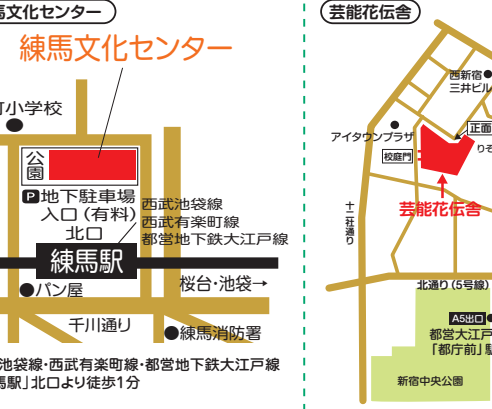 馬文化センター
練馬文化センター
町小学校
公園
P地下駐車場
入口(有料)
北口
西武池袋線
西武有楽町線
都営地下鉄大江戸線
練馬駅
パン屋
桜台・池袋→
千川通り
練馬消防署
池袋線・西武有楽町線・都営地下鉄大江戸線
馬駅」北口より徒歩1分
芸能花伝舎
西新宿
三井ビル
アイタウンプラザ
正面
校庭門
りそ
芸能花伝舎
十二社通り
北通り(5号線)
A5出口
都営大江戸
「都庁前」駅
新宿中央公園